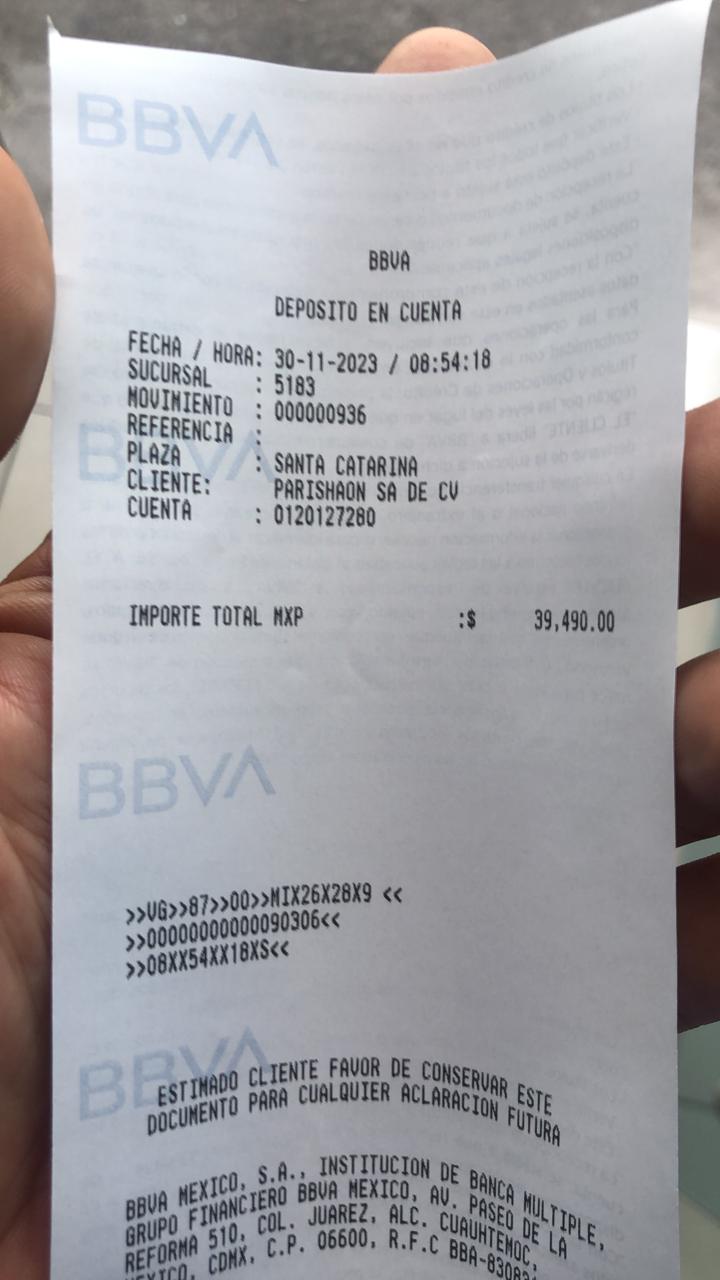 BBVA
BBVA
DEPOSITO EN CUENTA
FECHA / HORA: 30-11-2023 / 08:54:18
SUCURSAL : 5183
MOVIMIENTO : 000000936
REFERENCIA :
BBVA
PLAZA : SANTA CATARINA
CLIENTE: PARISHAON SA DE CV
CUENTA : 0120127280
IMPORTE TOTAL MXP :$ 39,490.00
BBVA
>>VG>>87>>00>>MIX26X28X9 <<
>>00000000000090306<<
>>08XX54XX18XS<<
BBVA
ESTIMADO CLIENTE FAVOR DE CONSERVAR ESTE
DOCUMENTO PARA CUALQUIER ACLARACION FUTURA
BBVA MEXICO, S.A., INSTITUCION DE BANCA MULTIPLE,
GRUPO FINANCIERO BBVA MEXICO, AV. PASEO DE LA
REFORMA 510, COL. JUAREZ, ALC. CUAUHTEMOC,
MEXICO, CDMX, C.P. 06600, R.F.C